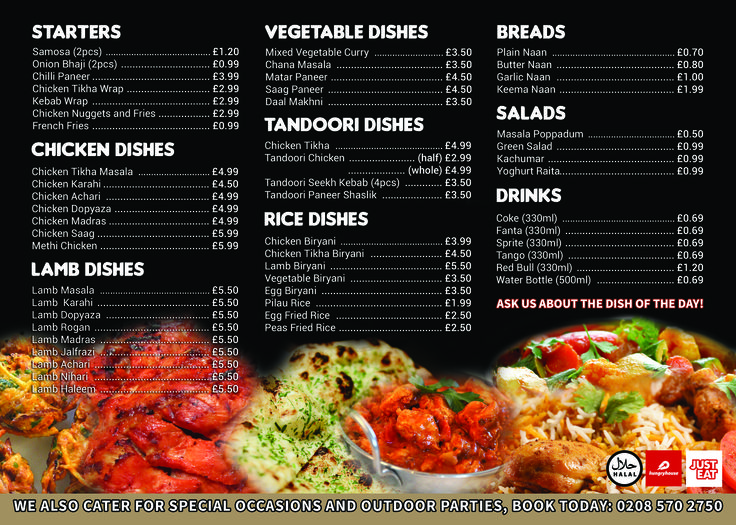 STARTERS
Samosa (2pcs) ........ £1.20
Onion Bhaji (2pcs) ........ £0.99
Chilli Paneer ........ £3.99
Chicken Tikha Wrap ........ £2.99
Kebab Wrap ........ £2.99
Chicken Nuggets and Fries ........ £2.99
French Fries ........ £0.99
CHICKEN DISHES
Chicken Tikha Masala ........ £4.99
Chicken Karahi ........ £4.50
Chicken Achari ........ £4.99
Chicken Dopyaza ........ £4.99
Chicken Madras ........ £4.99
Chicken Saag ........ £5.99
Methi Chicken ........ £5.99
LAMB DISHES
Lamb Masala ........ £5.50
Lamb Karahi ........ £5.50
Lamb Dopyaza ........ £5.50
Lamb Rogan ........ £5.50
Lamb Madras ........ £5.50
Lamb Jalfrazi ........ £5.50
Lamb Achari ........ £5.50
Lamb Nihari ........ £5.50
Lamb Haleem ........ £5.50
VEGETABLE DISHES
Mixed Vegetable Curry ........ £3.50
Chana Masala ........ £3.50
Matar Paneer ........ £4.50
Saag Paneer ........ £4.50
Daal Makhni ........ £3.50
TANDOORI DISHES
Chicken Tikha ........ £4.99
Tandoori Chicken ........ (half) £2.99
........ (whole) £4.99
Tandoori Seekh Kebab (4pcs) ........ £3.50
Tandoori Paneer Shaslik ........ £3.50
RICE DISHES
Chicken Biryani ........ £3.99
Chicken Tikha Biryani ........ £4.50
Lamb Biryani ........ £5.50
Vegetable Biryani ........ £3.50
Egg Biryani ........ £3.50
Pilau Rice ........ £1.99
Egg Fried Rice ........ £2.50
Peas Fried Rice ........ £2.50
BREADS
Plain Naan ........ £0.70
Butter Naan ........ £0.80
Garlic Naan ........ £1.00
Keema Naan ........ £1.99
SALADS
Masala Poppadum ........ £0.50
Green Salad ........ £0.99
Kachumar ........ £0.99
Yoghurt Raita........ £0.99
DRINKS
Coke (330ml) ........ £0.69
Fanta (330ml) ........ £0.69
Sprite (330ml) ........ £0.69
Tango (330ml) ........ £0.69
Red Bull (330ml) ........ £1.20
Water Bottle (500ml) ........ £0.69
ASK US ABOUT THE DISH OF THE DAY!
حلال
HALAL
hungryhouse
JUST
EAT
WE ALSO CATER FOR SPECIAL OCCASIONS AND OUTDOOR PARTIES, BOOK TODAY: 0208 570 2750